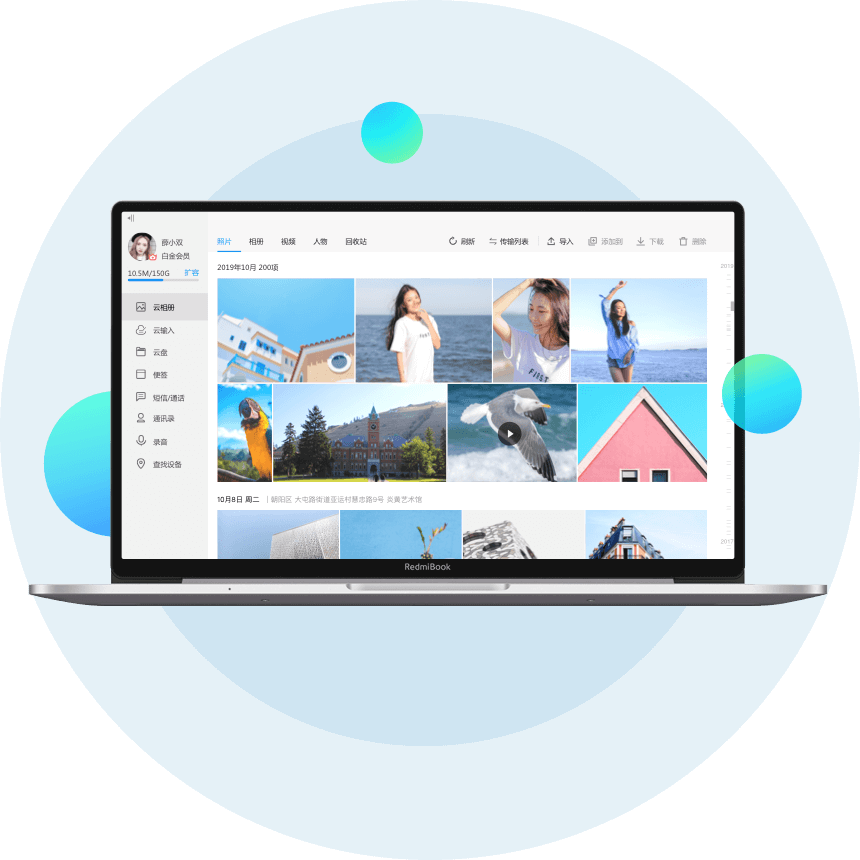 薛小双
白金会员
10.5M/150G 扩容
云相册
云输入
云盘
便签
短信/通话
通讯录
录音
查找设备
照片 相册 视频 人物 回收站 刷新 传输列表 导入 添加到 下载 删除
2019年10月 200项
FIRST
10月8日 周二 | 朝阳区 大屯路街道亚运村慧忠路9号 炎黄艺术馆
2017
RedmiBook